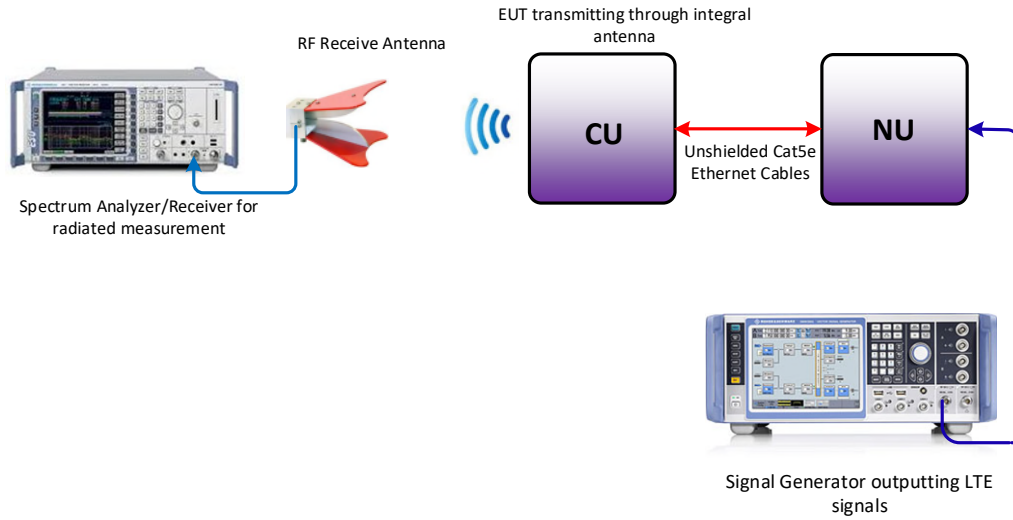 EUT transmitting through integral
antenna
RF Receive Antenna
CU
NU
Unshielded Cat5e
Ethernet Cables
Spectrum Analyzer/Receiver for
radiated measurement
Signal Generator outputting LTE
signals